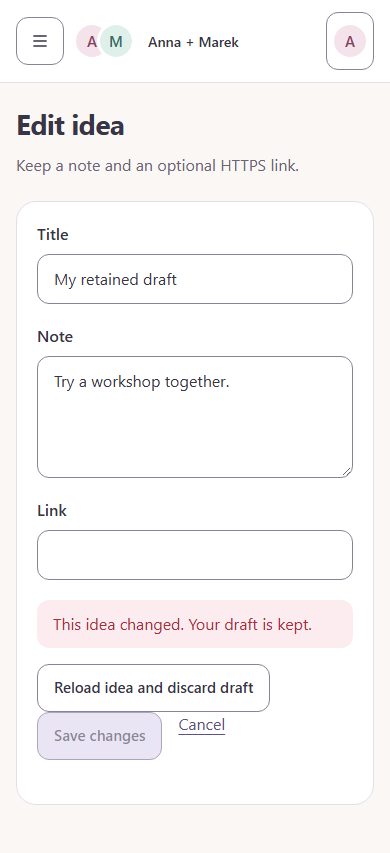 A M Anna + Marek A
Edit idea
Keep a note and an optional HTTPS link.
Title
My retained draft
Note
Try a workshop together.
Link
This idea changed. Your draft is kept.
Reload idea and discard draft
Save changes Cancel